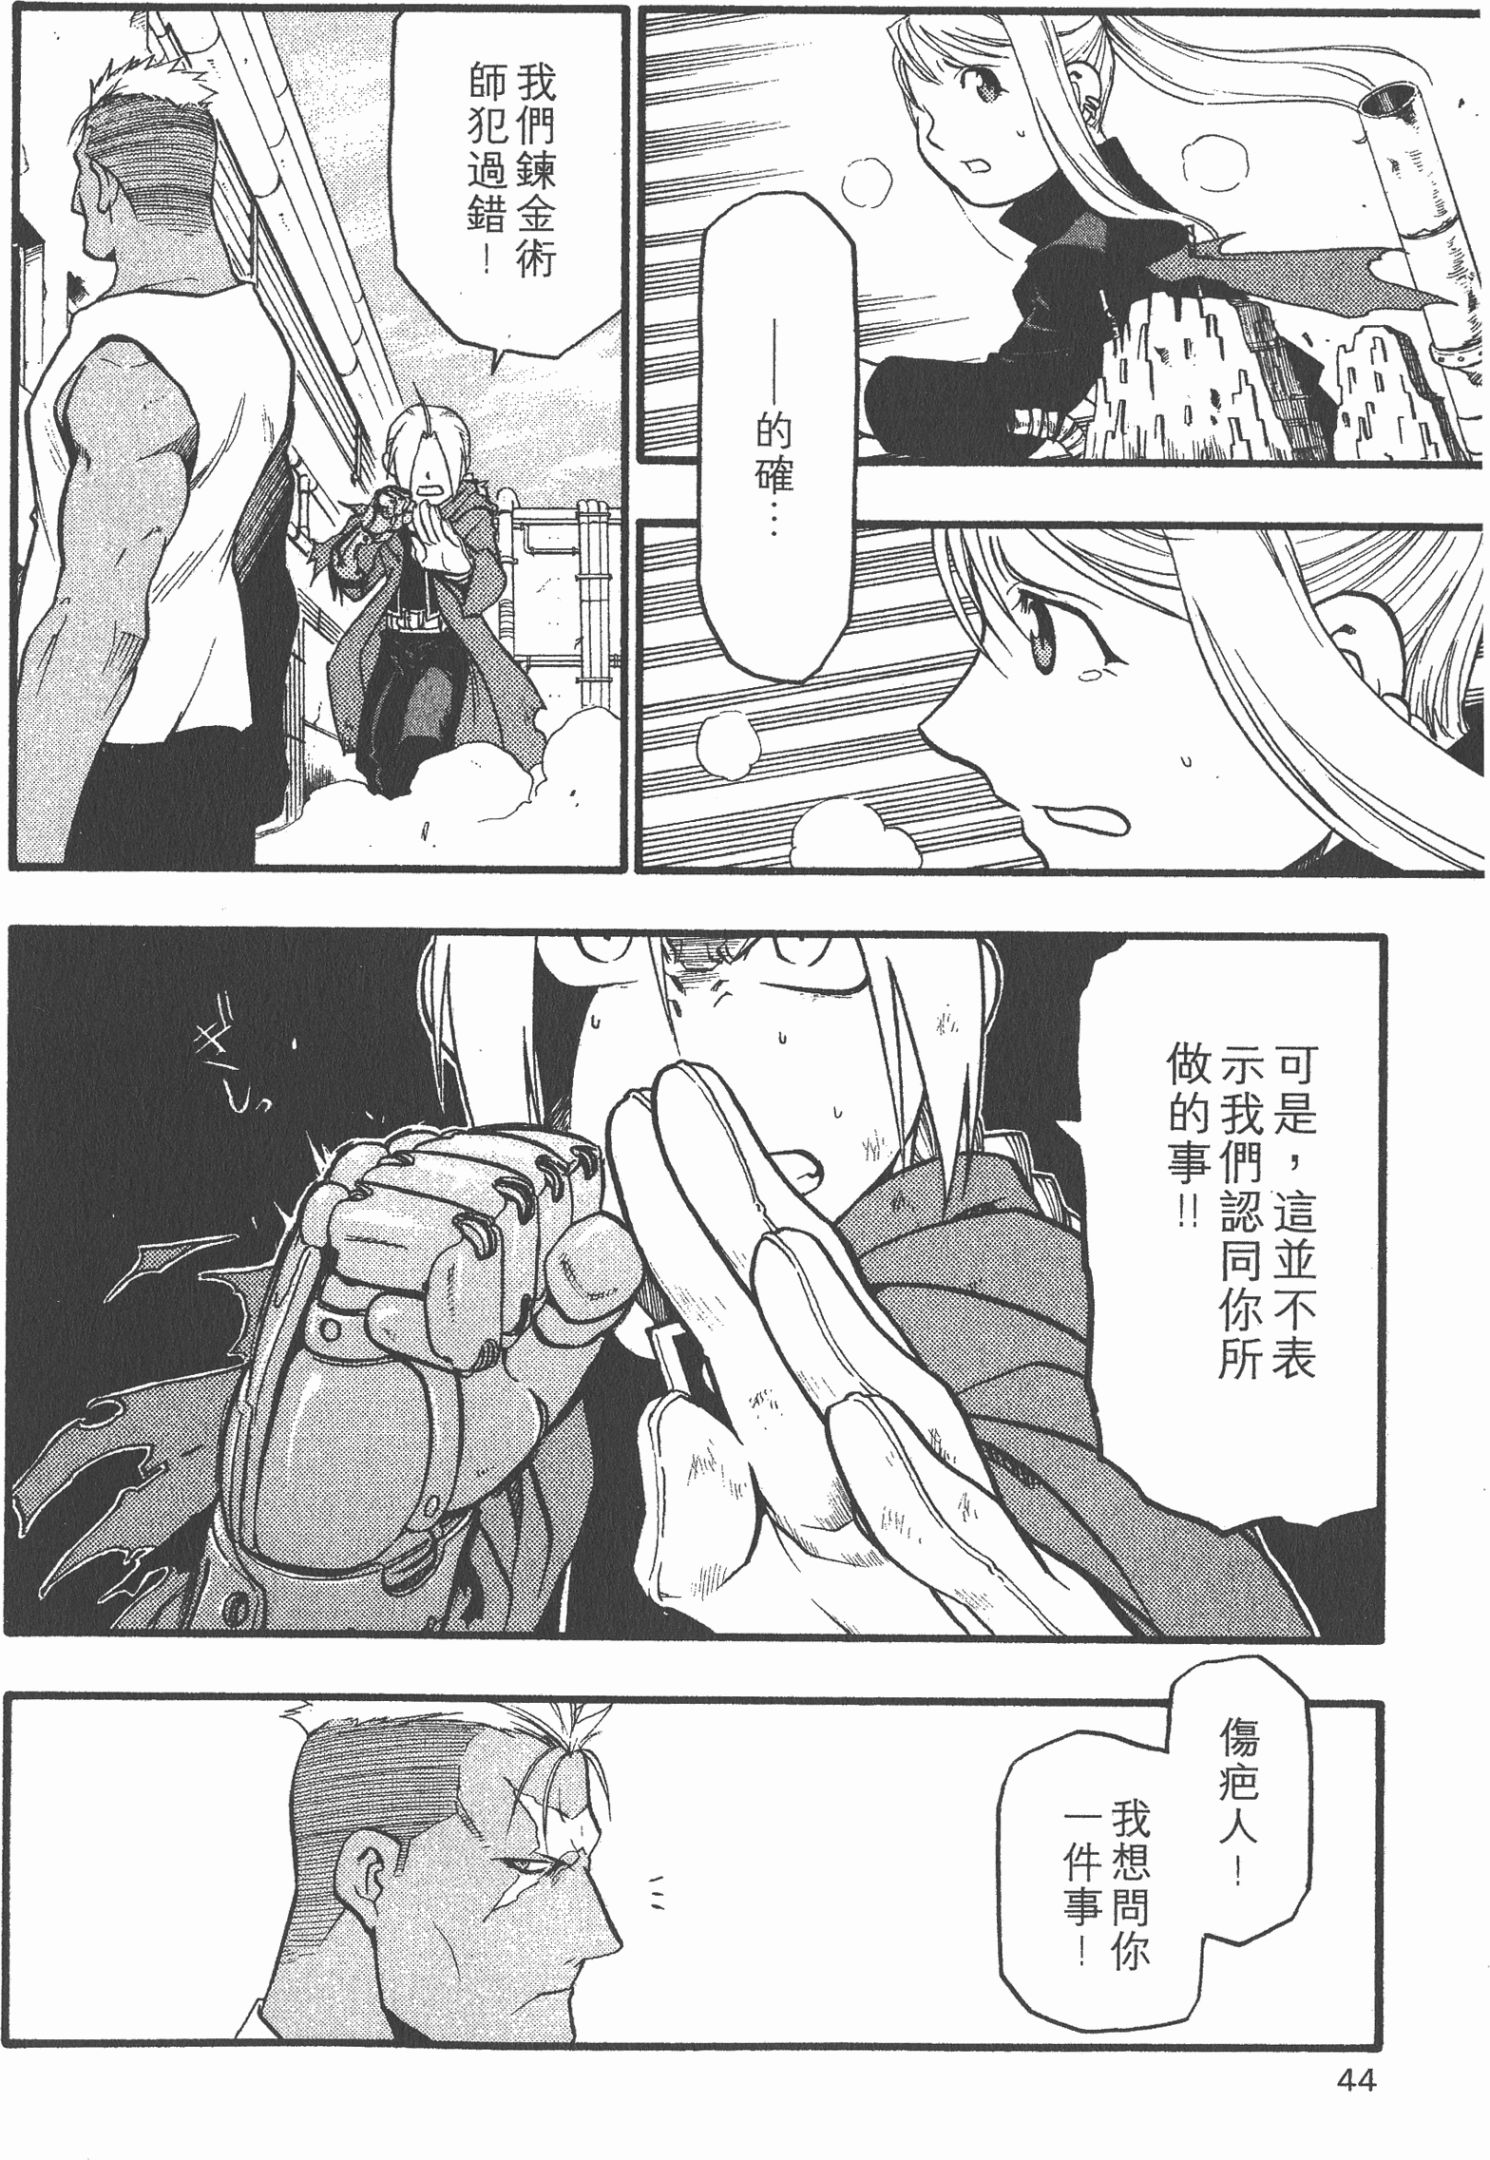 ——的確…
我們鍊金術
師犯過錯！
可是，這並不表
示我們認同你所
做的事!!
傷疤人！
我想問你
一件事！
44